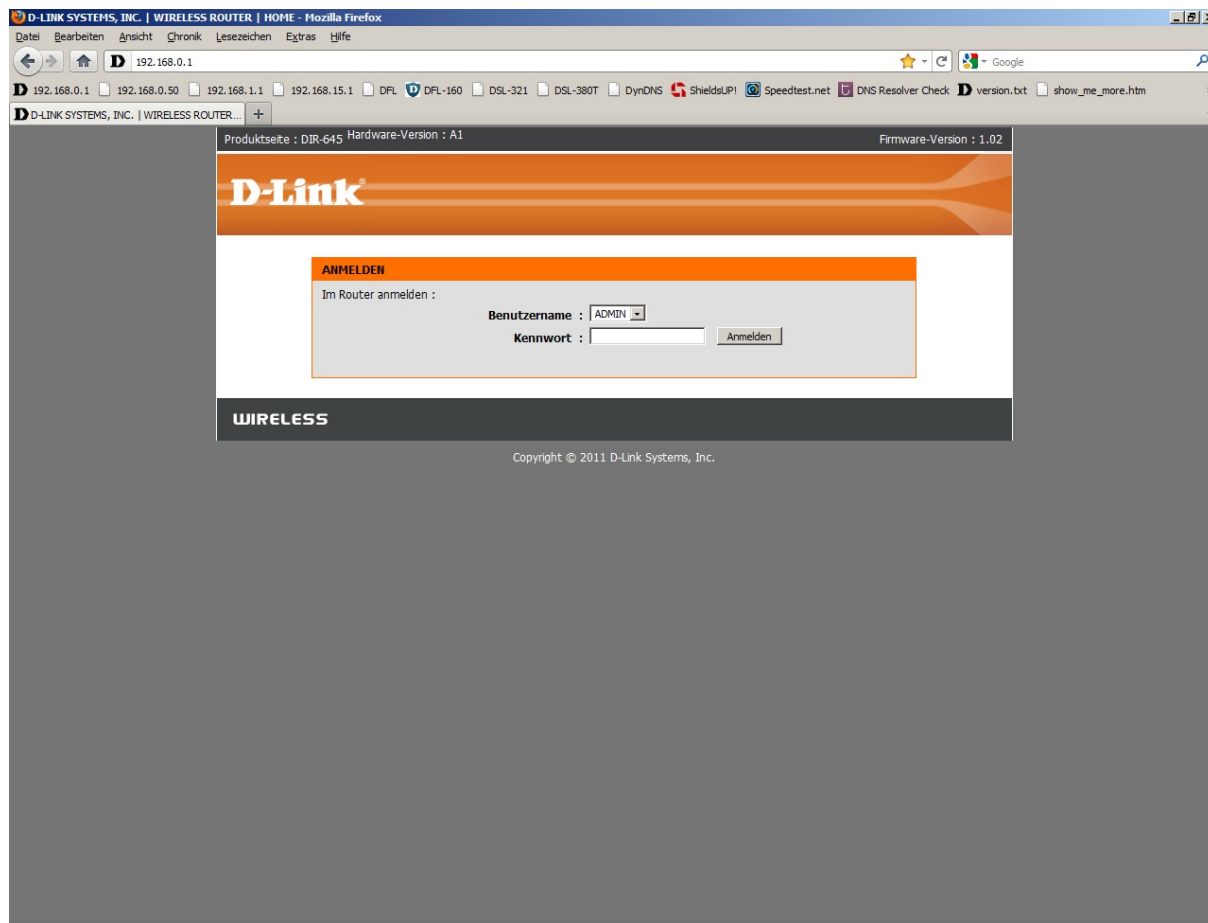 D-LINK SYSTEMS, INC. | WIRELESS ROUTER | HOME - Mozilla Firefox
Datei Bearbeiten Ansicht Chronik Lesezeichen Extras Hilfe
192.168.0.1 Google
192.168.0.1 192.168.0.50 192.168.1.1 192.168.15.1 DFL DFL-160 DSL-321 DSL-380T DynDNS ShieldsUP! Speedtest.net DNS Resolver Check version.txt show_me_more.htm
D-LINK SYSTEMS, INC. | WIRELESS ROUTER... +
Produktseite : DIR-645 Hardware-Version : A1 Firmware-Version : 1.02
D-Link®
ANMELDEN
Im Router anmelden :
Benutzername : ADMIN
Kennwort : Anmelden
WIRELESS
Copyright © 2011 D-Link Systems, Inc.